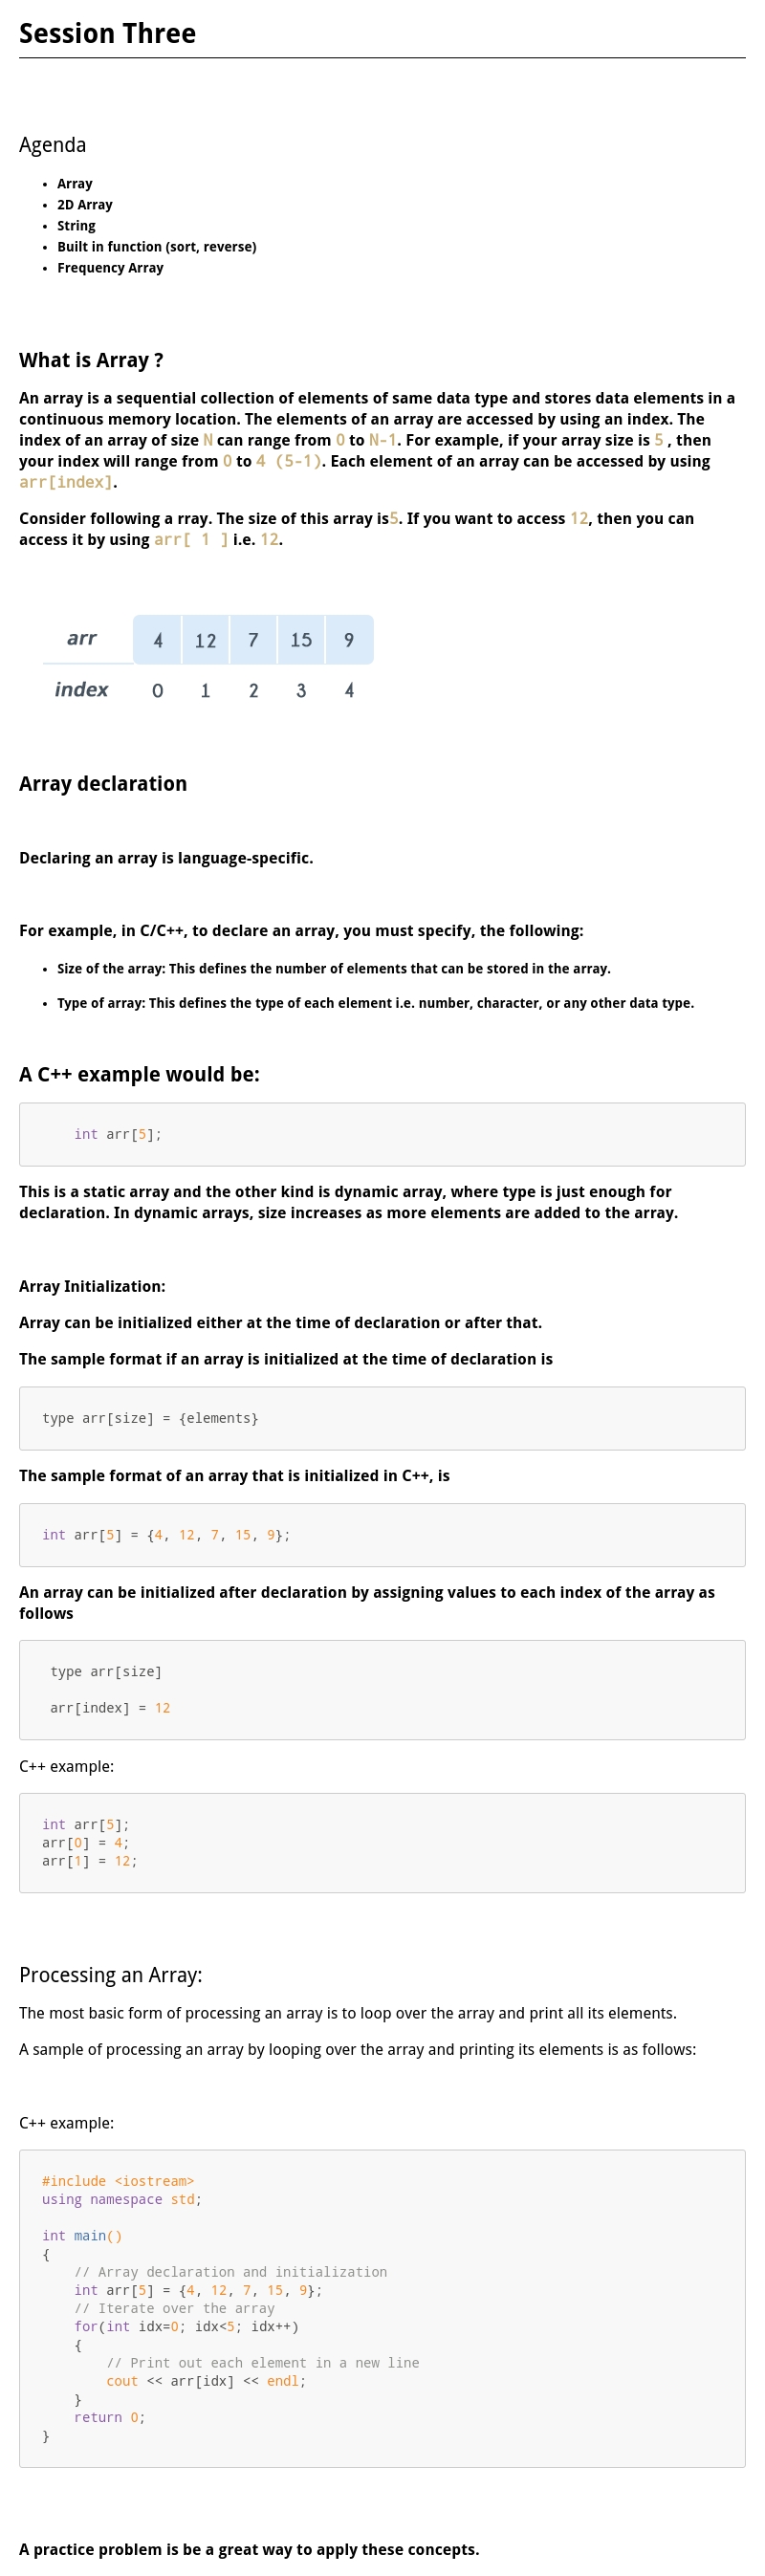 Session Three
Agenda
• Array
• 2D Array
• String
• Built in function (sort, reverse)
• Frequency Array
What is Array ?
An array is a sequential collection of elements of same data type and stores data elements in a
continuous memory location. The elements of an array are accessed by using an index. The
index of an array of size N can range from 0 to N-1. For example, if your array size is 5 , then
your index will range from 0 to 4 (5-1). Each element of an array can be accessed by using
arr[index].
Consider following a rray. The size of this array is5. If you want to access 12, then you can
access it by using arr[ 1 ] i.e. 12.
arr 4 12 7 15 9
index 0 1 2 3 4
Array declaration
Declaring an array is language-specific.
For example, in C/C++, to declare an array, you must specify, the following:
• Size of the array: This defines the number of elements that can be stored in the array.
• Type of array: This defines the type of each element i.e. number, character, or any other data type.
A C++ example would be:
int arr[5];
This is a static array and the other kind is dynamic array, where type is just enough for
declaration. In dynamic arrays, size increases as more elements are added to the array.
Array Initialization:
Array can be initialized either at the time of declaration or after that.
The sample format if an array is initialized at the time of declaration is
type arr[size] = {elements}
The sample format of an array that is initialized in C++, is
int arr[5] = {4, 12, 7, 15, 9};
An array can be initialized after declaration by assigning values to each index of the array as
follows
type arr[size]
arr[index] = 12
C++ example:
int arr[5];
arr[0] = 4;
arr[1] = 12;
Processing an Array:
The most basic form of processing an array is to loop over the array and print all its elements.
A sample of processing an array by looping over the array and printing its elements is as follows:
C++ example:
#include <iostream>
using namespace std;
int main()
{
    // Array declaration and initialization
    int arr[5] = {4, 12, 7, 15, 9};
    // Iterate over the array
    for(int idx=0; idx<5; idx++)
    {
        // Print out each element in a new line
        cout << arr[idx] << endl;
    }
    return 0;
}
A practice problem is be a great way to apply these concepts.